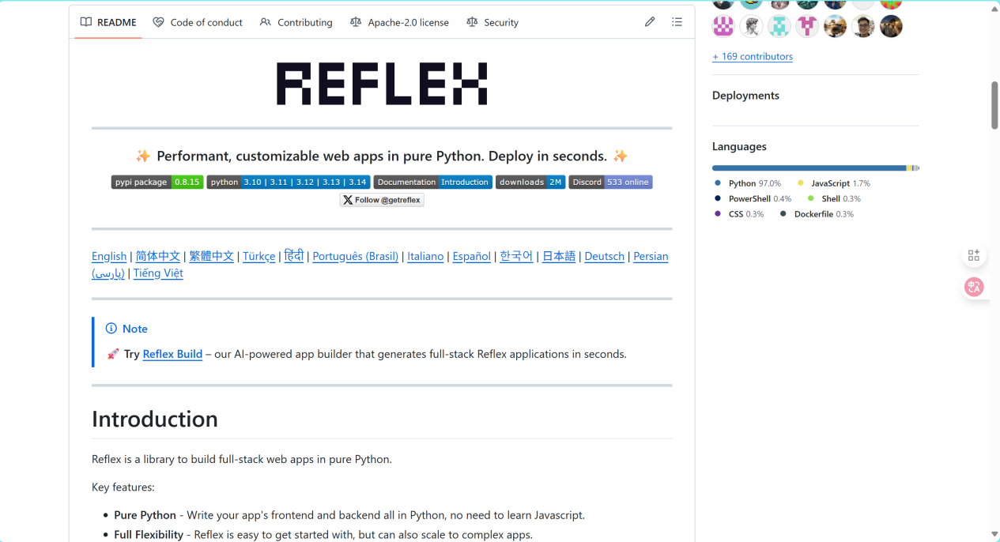 README Code of conduct Contributing Apache-2.0 license Security
REFLEX
✨ Performant, customizable web apps in pure Python. Deploy in seconds. ✨
pypi package 0.8.15 python 3.10 | 3.11 | 3.12 | 3.13 | 3.14 Documentation Introduction downloads 2M Discord 533 online
X Follow @getreflex
English | 简体中文 | 繁體中文 | Türkçe | हिंदी | Português (Brasil) | Italiano | Español | 한국어 | 日本語 | Deutsch | Persian
(پارسی) | Tiếng Việt
Note
🚀 Try Reflex Build – our AI-powered app builder that generates full-stack Reflex applications in seconds.
Introduction
Reflex is a library to build full-stack web apps in pure Python.
Key features:
• Pure Python - Write your app's frontend and backend all in Python, no need to learn Javascript.
• Full Flexibility - Reflex is easy to get started with, but can also scale to complex apps.
+ 169 contributors
Deployments
Languages
Python 97.0% JavaScript 1.7%
PowerShell 0.4% Shell 0.3%
CSS 0.3% Dockerfile 0.3%